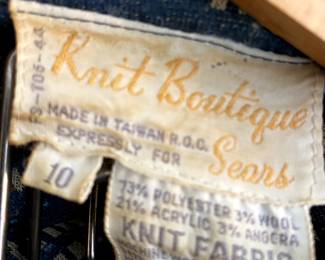 Knit Boutique
MADE IN TAIWAN R.O.C.
EXPRESSLY FOR Sears
10
73% POLYESTER 3% WOOL
21% ACRYLIC 3% ANGORA
KNIT FABRIC